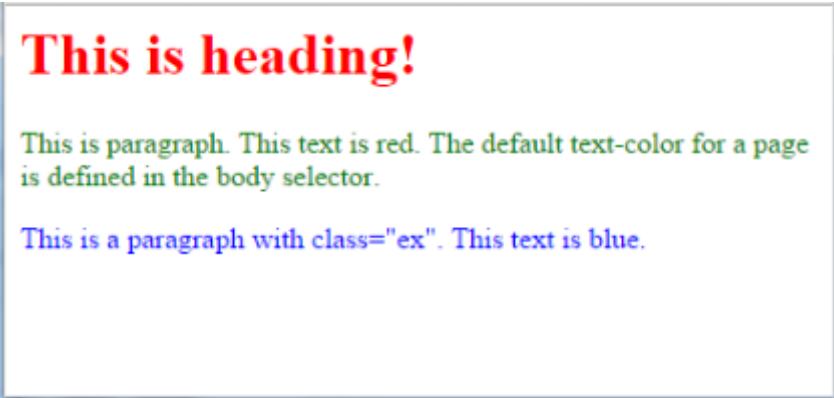 This is heading!
This is paragraph. This text is red. The default text-color for a page
is defined in the body selector.
This is a paragraph with class="ex". This text is blue.